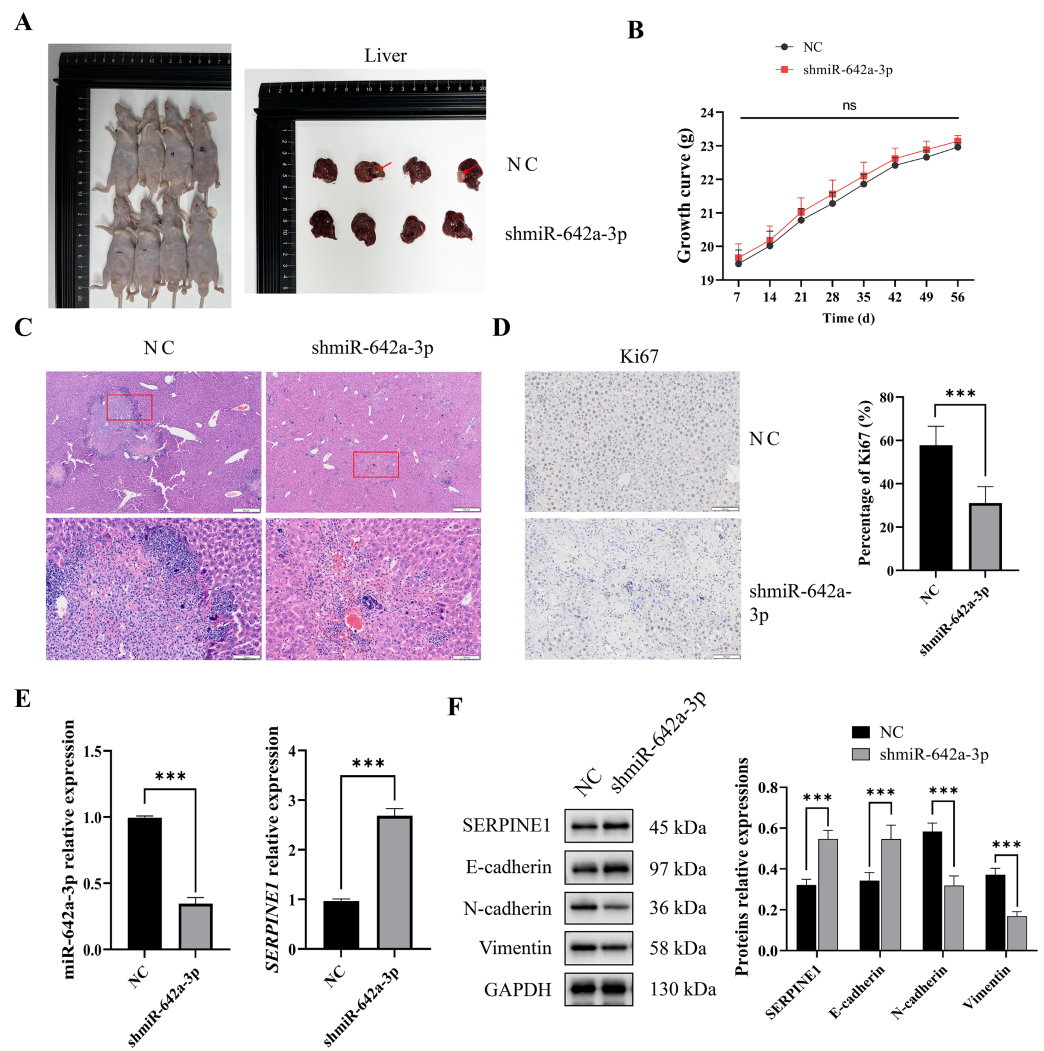 A
Liver
NC
shmiR-642a-3p
B
NC
shmiR-642a-3p
ns
Growth curve (g)
23
22
21
20
19
7 14 21 28 35 42 49 56
Time (d)
C
NC
shmiR-642a-3p
D
Ki67
NC
shmiR-642a-
3p
***
Percentage of Ki67 (%)
80
60
40
20
0
NC
shmiR-642a-3p
E
miR-642a-3p relative expression
1.5
1.0
0.5
0.0
***
NC
shmiR-642a-3p
SERPINE1 relative expression
4
3
2
1
0
***
NC
shmiR-642a-3p
F
NC
shmiR-642a-3p
SERPINE1 45 kDa
E-cadherin 97 kDa
N-cadherin 36 kDa
Vimentin 58 kDa
GAPDH 130 kDa
NC
shmiR-642a-3p
Proteins relative expressions
0.8
0.6
0.4
0.2
0.0
*** *** *** ***
SERPINE1
E-cadherin
N-cadherin
Vimentin